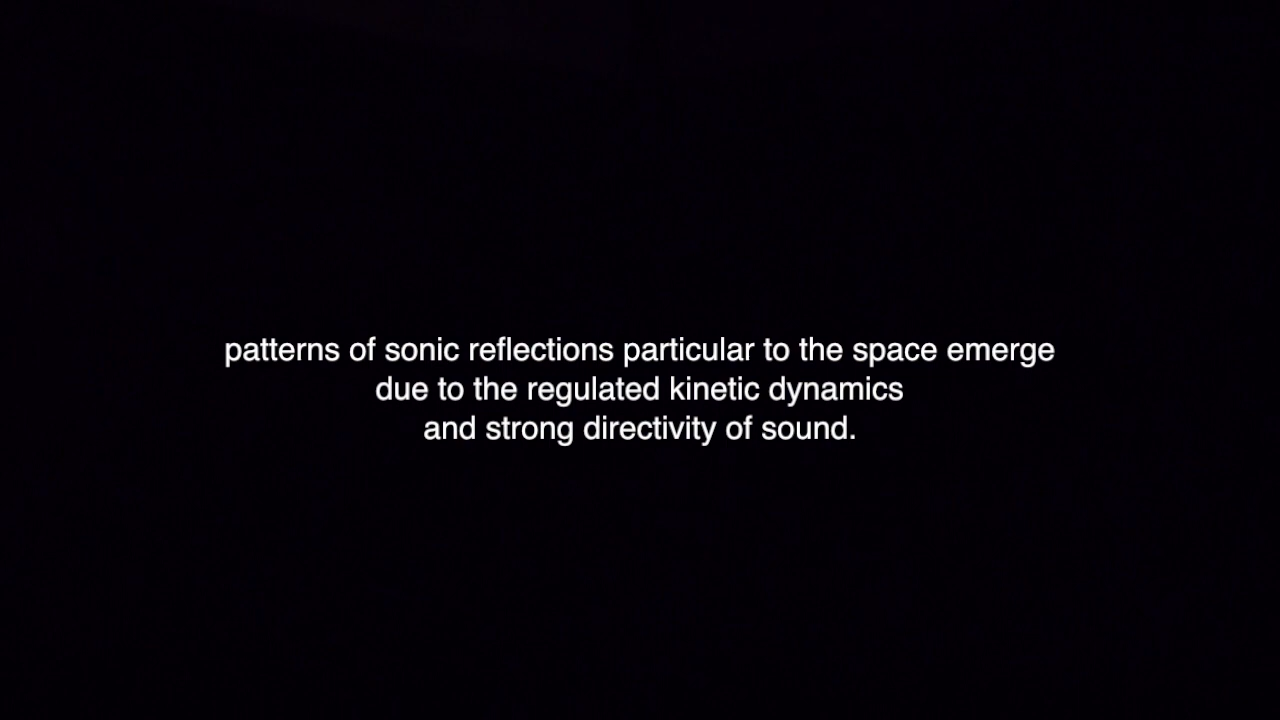 patterns of sonic reflections particular to the space emerge
due to the regulated kinetic dynamics
and strong directivity of sound.